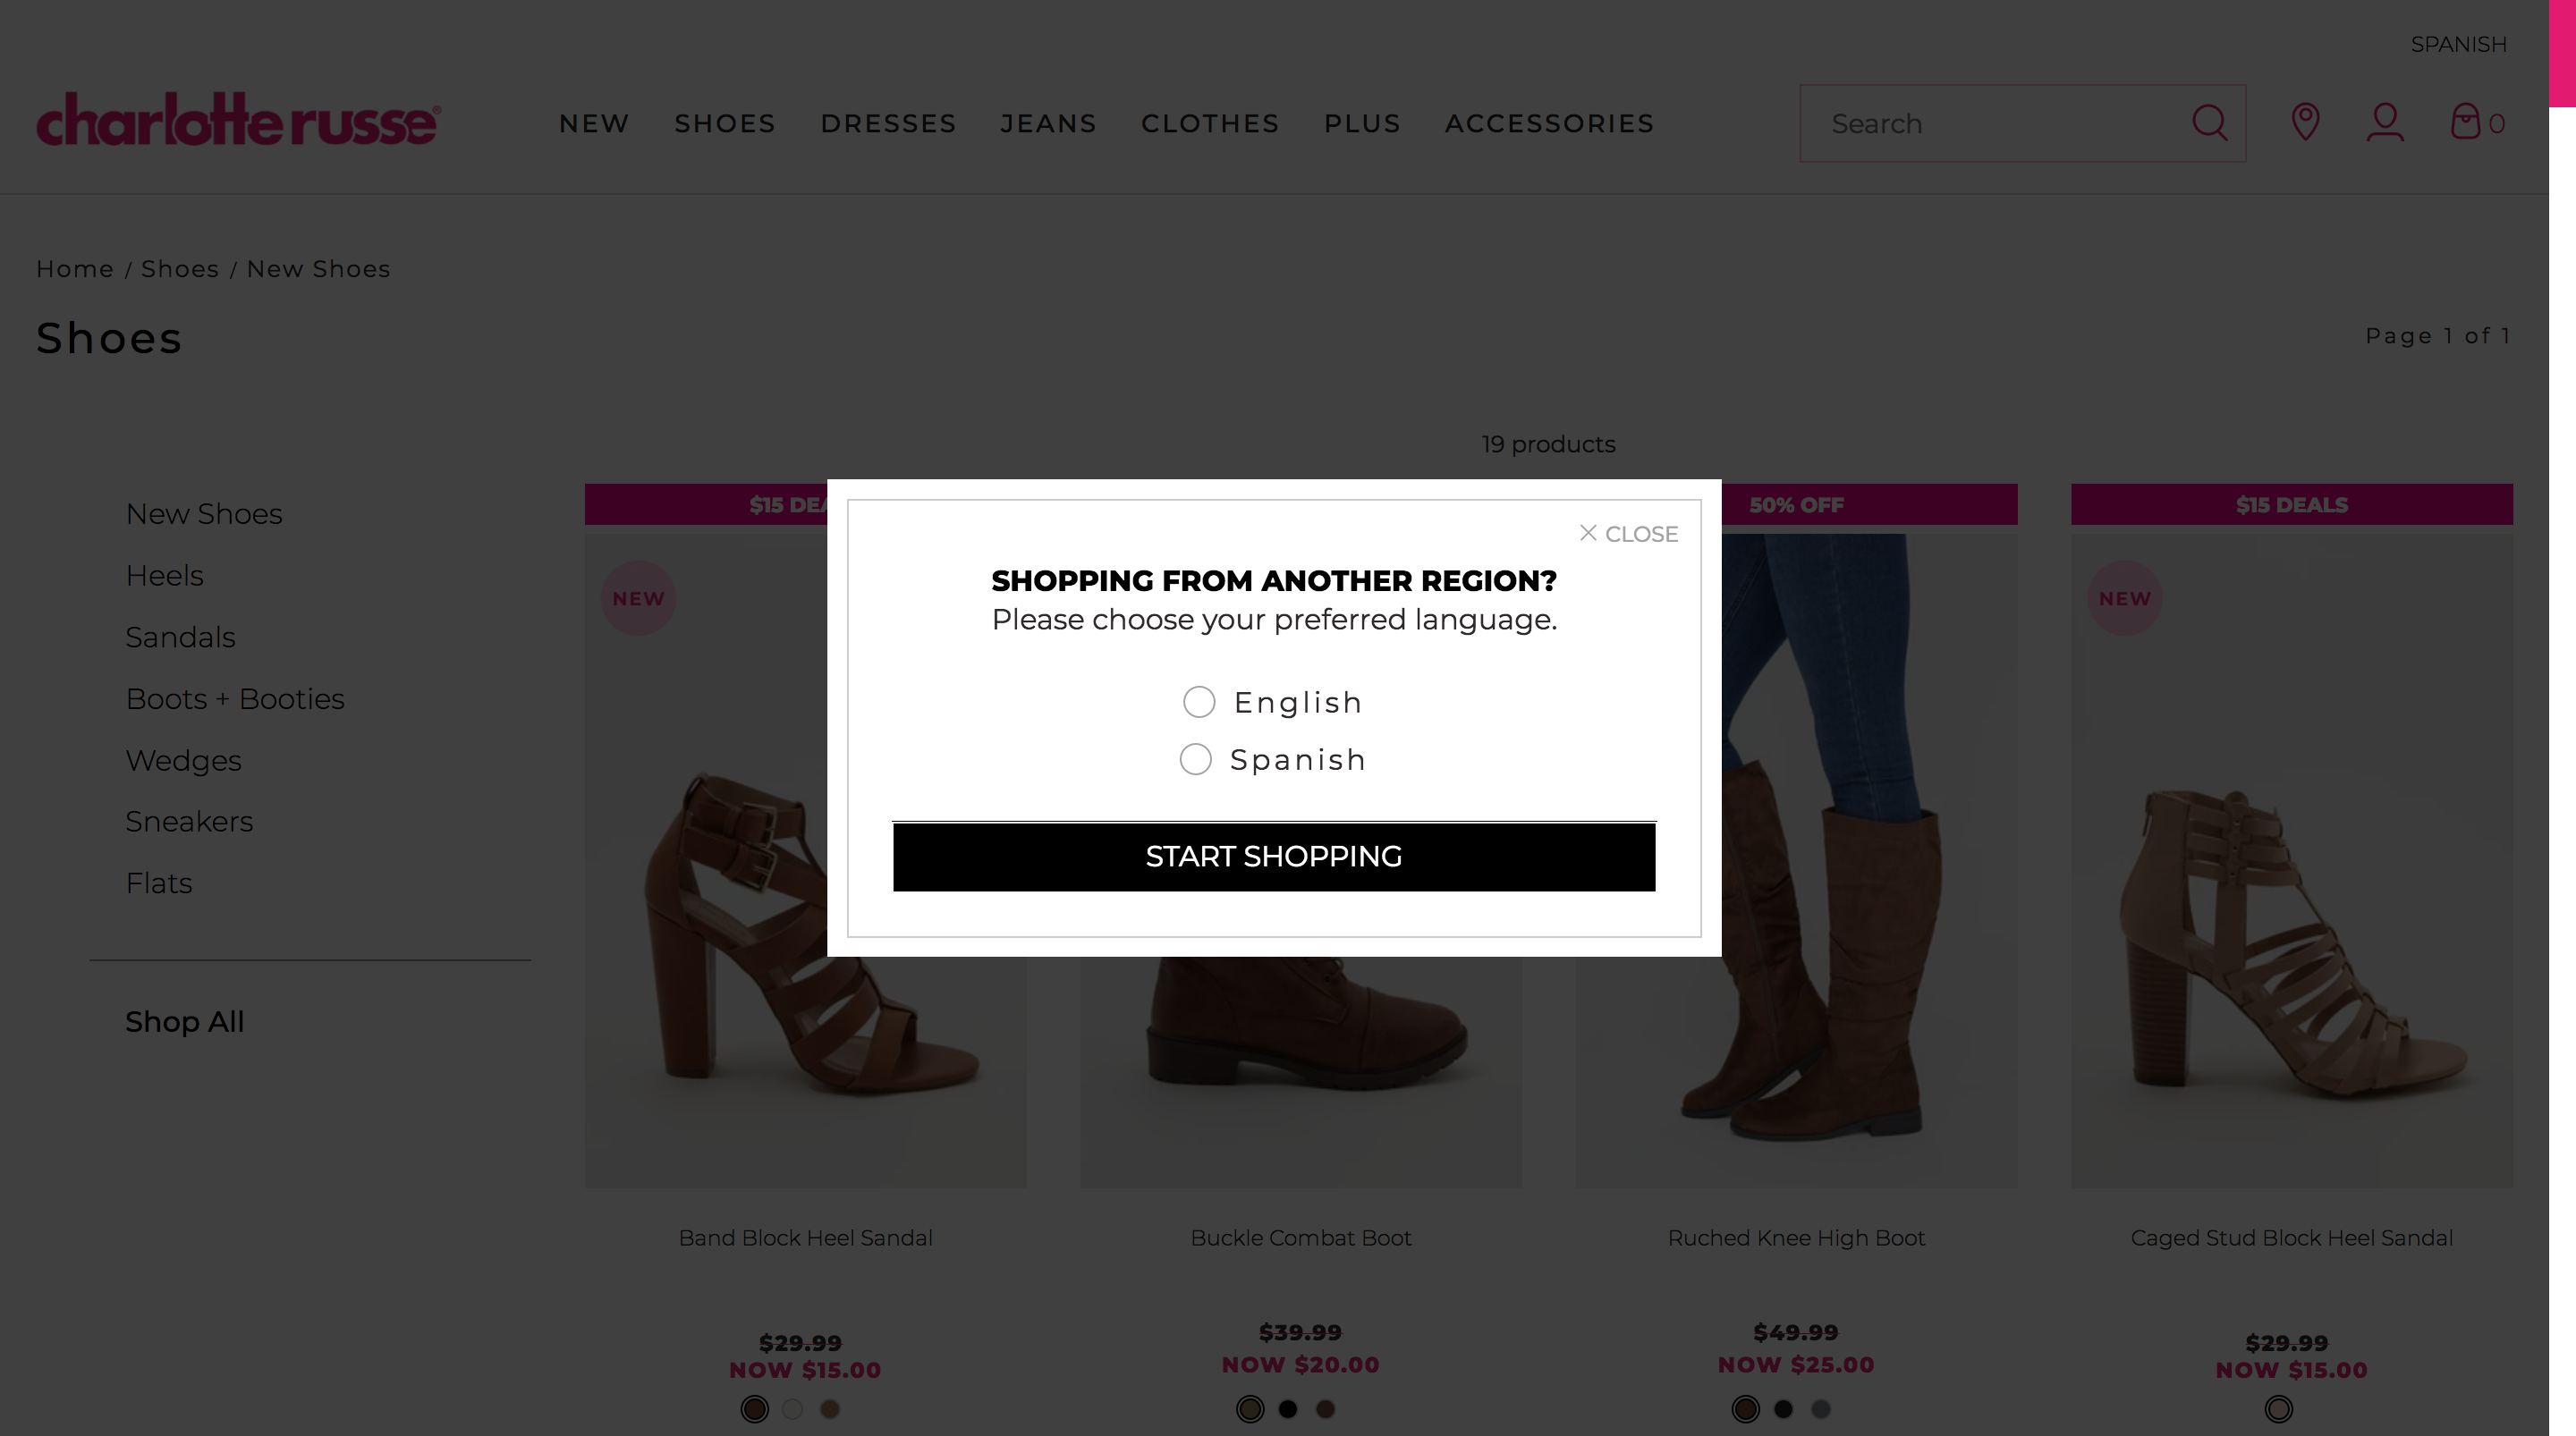 SPANISH
charlotte russe®
NEW SHOES DRESSES JEANS CLOTHES PLUS ACCESSORIES
Search
0
Home / Shoes / New Shoes
Shoes
Page 1 of 1
19 products
New Shoes
Heels
Sandals
Boots + Booties
Wedges
Sneakers
Flats
Shop All
$15 DEA
50% OFF
$15 DEALS
NEW
NEW
CLOSE
SHOPPING FROM ANOTHER REGION?
Please choose your preferred language.
English
Spanish
START SHOPPING
Band Block Heel Sandal
$29.99
NOW $15.00
Buckle Combat Boot
$39.99
NOW $20.00
Ruched Knee High Boot
$49.99
NOW $25.00
Caged Stud Block Heel Sandal
$29.99
NOW $15.00